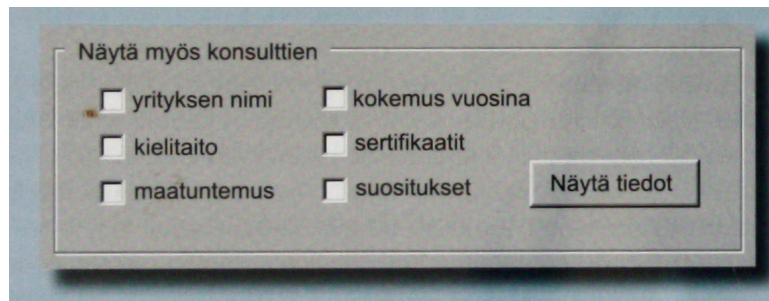 Näytä myös konsulttien
yrityksen nimi
kokemus vuosina
kielitaito
sertifikaatit
maatuntemus
suositukset
Näytä tiedot